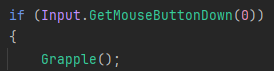 if (Input.GetMouseButtonDown(0))
{
    Grapple();